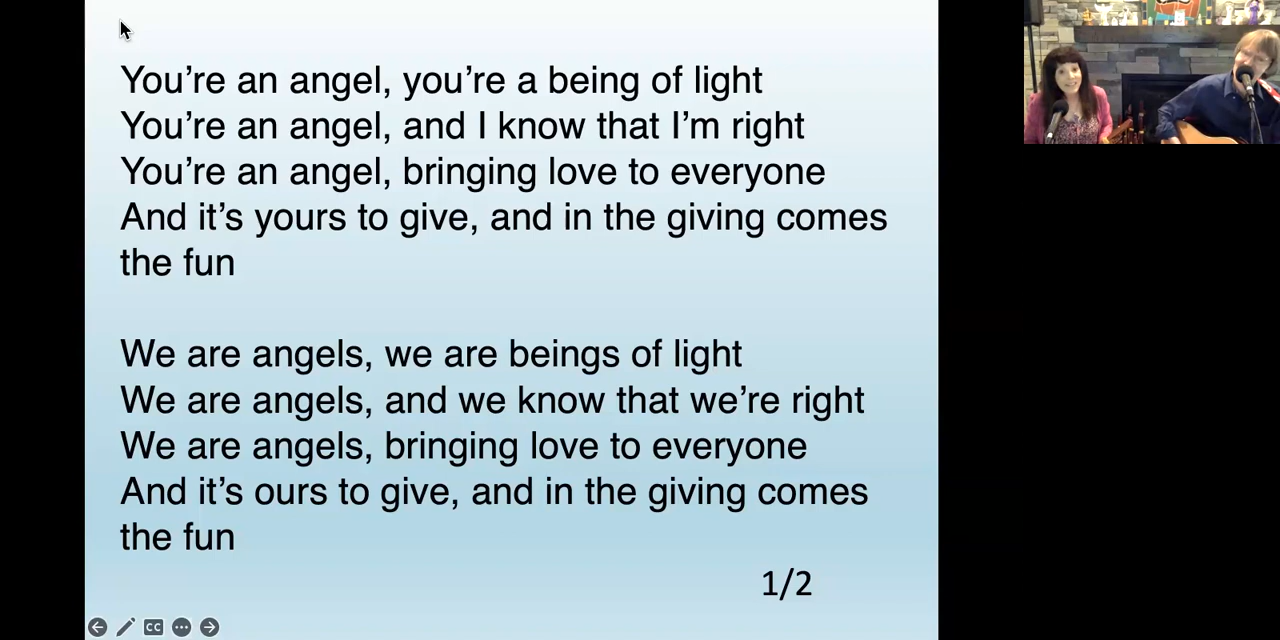 You’re an angel, you’re a being of light
You’re an angel, and I know that I’m right
You’re an angel, bringing love to everyone
And it’s yours to give, and in the giving comes
the fun
We are angels, we are beings of light
We are angels, and we know that we’re right
We are angels, bringing love to everyone
And it’s ours to give, and in the giving comes
the fun
1/2
CC